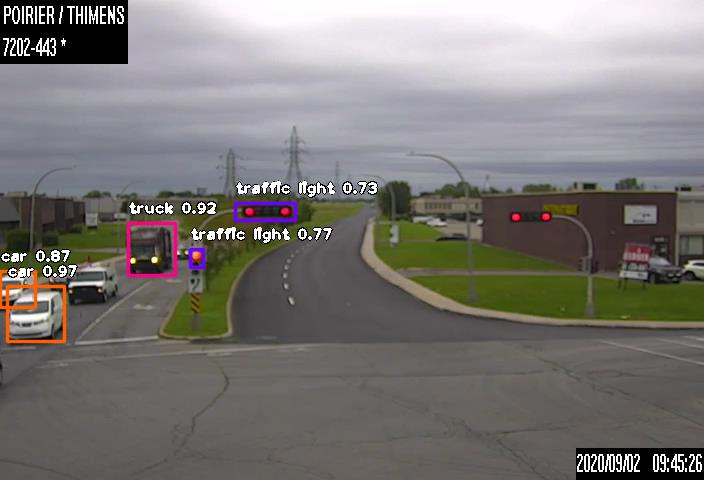 POIRIER / THIMENS
7202-443 *
traffic light 0.73
truck 0.92
traffic light 0.77
car 0.87
car 0.97
2020/09/02 09:45:26